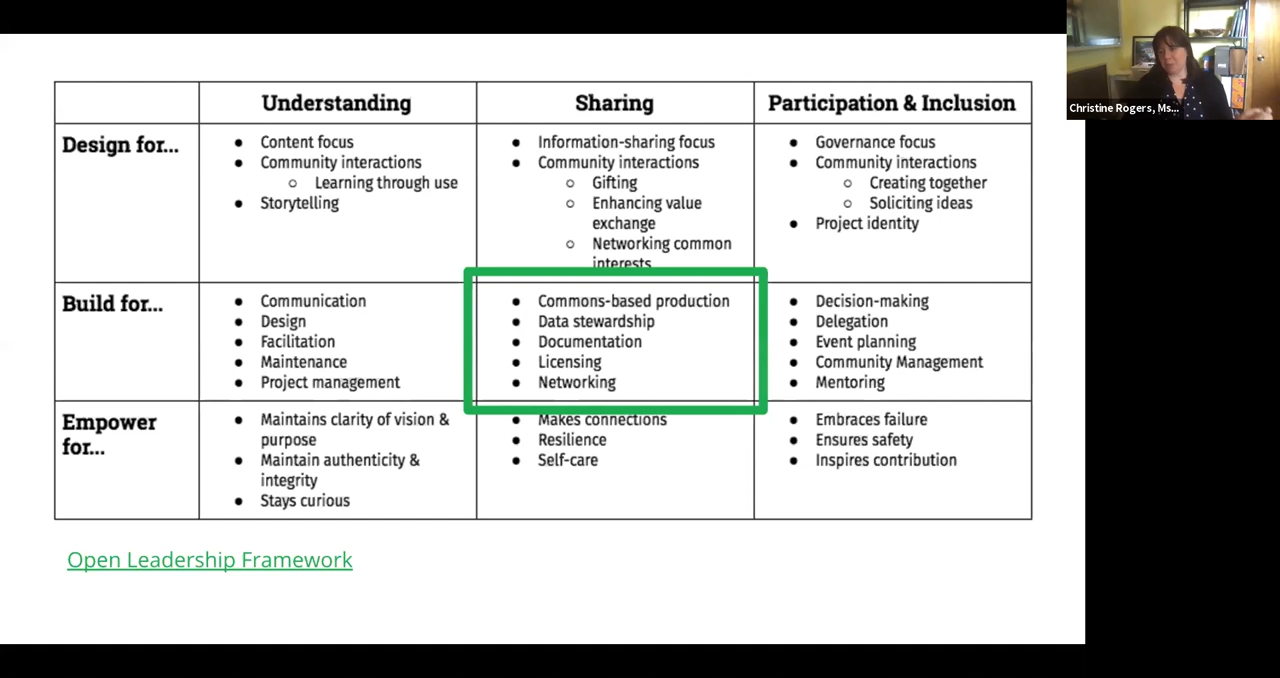 Christine Rogers, Ms...
Understanding
Sharing
Participation & Inclusion
Design for...
Content focus
Community interactions
Learning through use
Storytelling
Information-sharing focus
Community interactions
Gifting
Enhancing value
exchange
Networking common
interests
Governance focus
Community interactions
Creating together
Soliciting ideas
Project identity
Build for...
Communication
Design
Facilitation
Maintenance
Project management
Commons-based production
Data stewardship
Documentation
Licensing
Networking
Decision-making
Delegation
Event planning
Community Management
Mentoring
Empower
for...
Maintains clarity of vision &
purpose
Maintain authenticity &
integrity
Stays curious
Makes connections
Resilience
Self-care
Embraces failure
Ensures safety
Inspires contribution
Open Leadership Framework